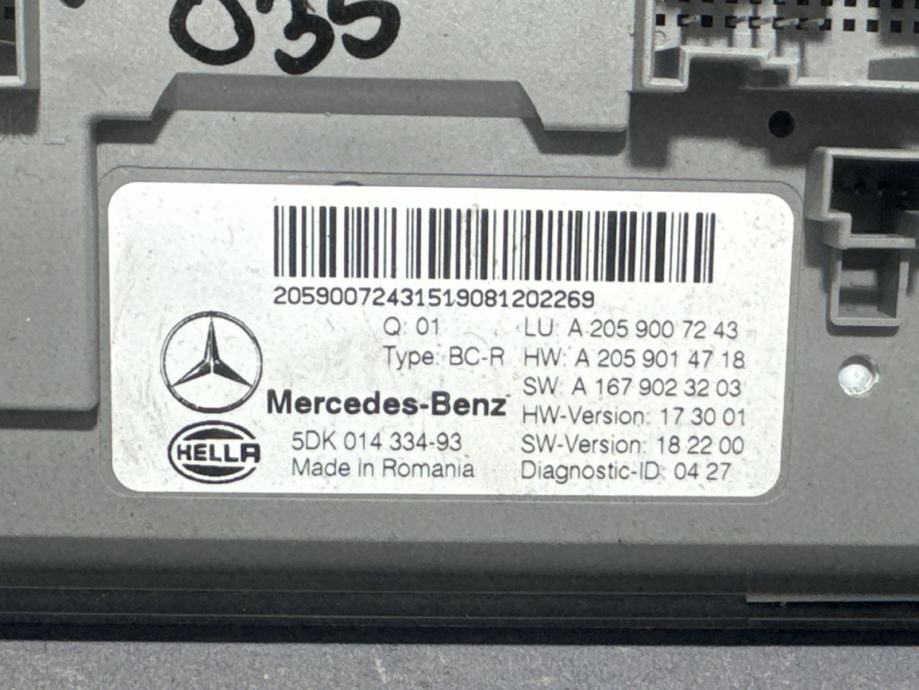 035
20590072431519081202269
Q: 01
LU: A 205 900 72 43
Type: BC-R
HW: A 205 901 47 18
SW: A 167 902 32 03
Mercedes-Benz
HW-Version: 17 30 01
HELLA
5DK 014 334-93
SW-Version: 18 22 00
Made in Romania
Diagnostic-ID: 04 27